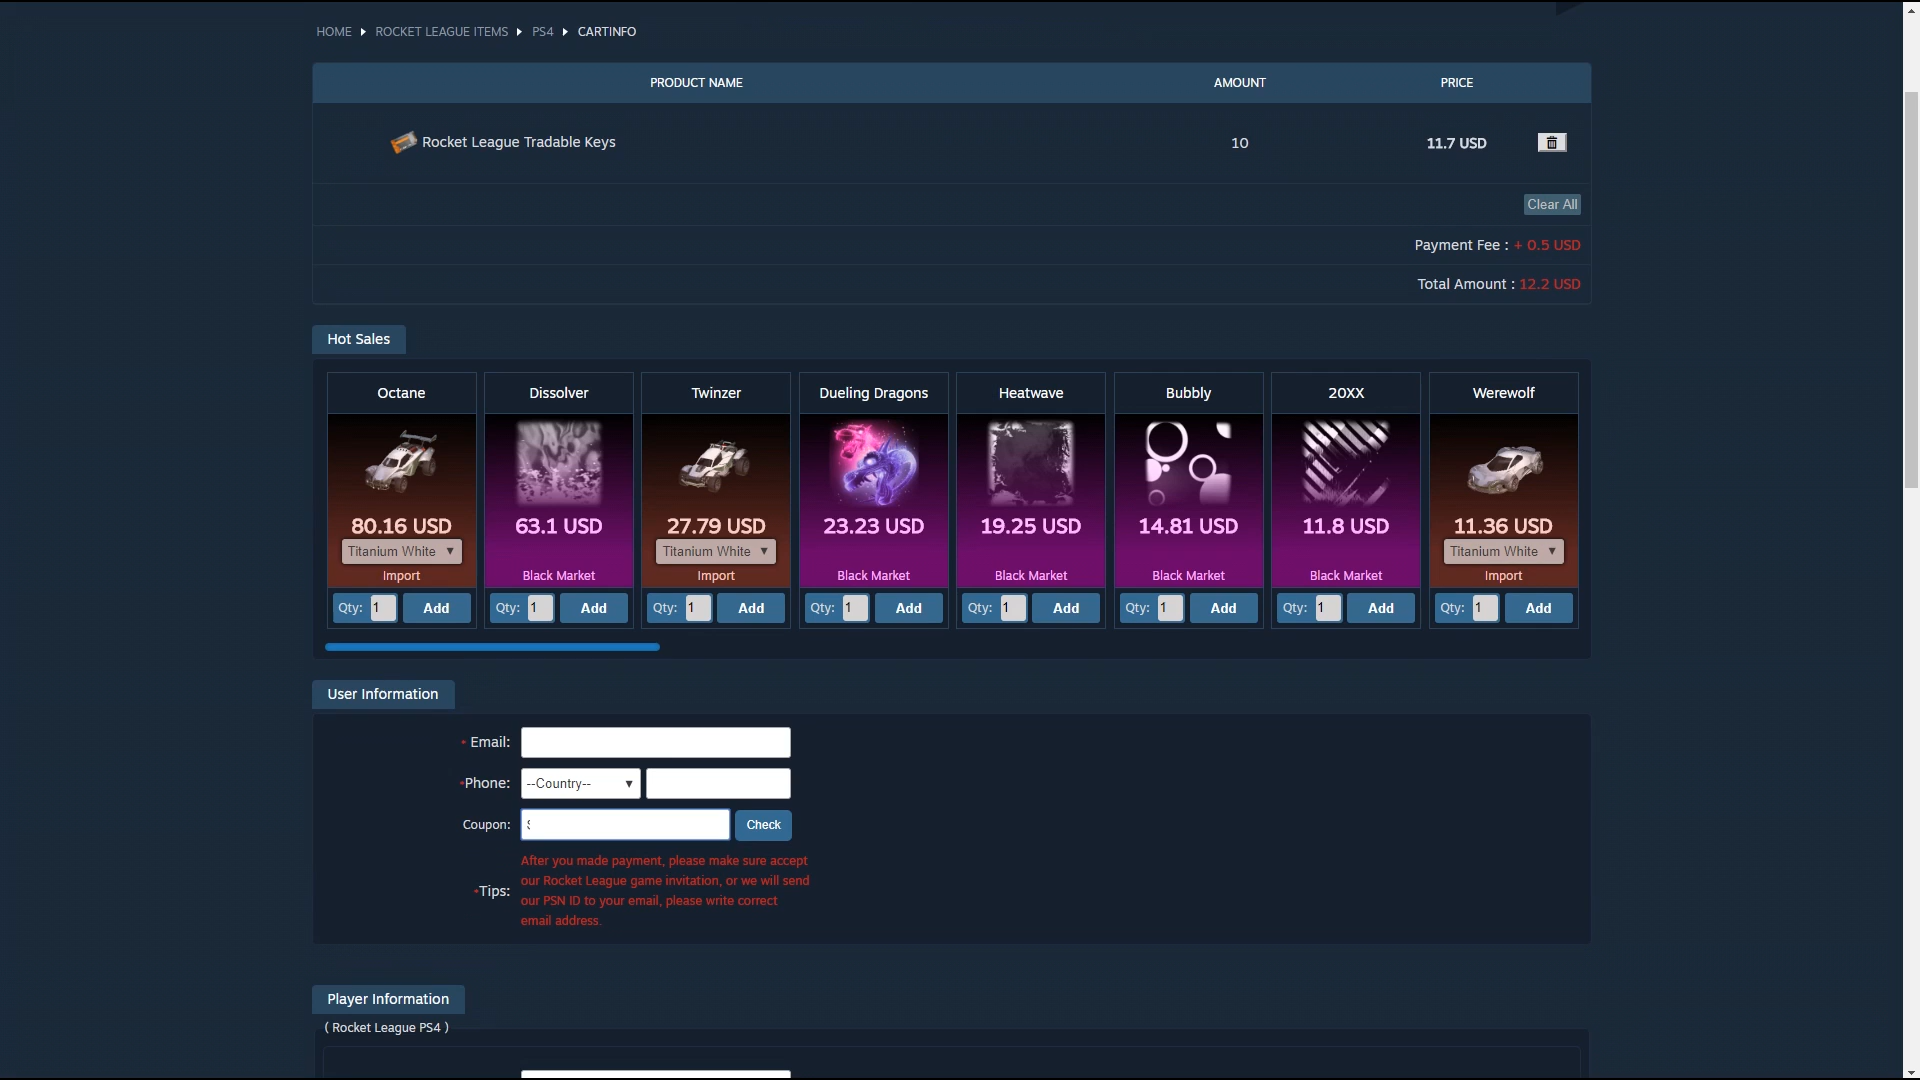 HOME ROCKET LEAGUE ITEMS PS4 CARTINFO
PRODUCT NAME AMOUNT PRICE
Rocket League Tradable Keys 10 11.7 USD
Clear All
Payment Fee : + 0.5 USD
Total Amount : 12.2 USD
Hot Sales
Octane Dissolver Twinzer Dueling Dragons Heatwave Bubbly 20XX Werewolf
80.16 USD 63.1 USD 27.79 USD 23.23 USD 19.25 USD 14.81 USD 11.8 USD 11.36 USD
Titanium White Titanium White Titanium White
Import Black Market Import Black Market Black Market Black Market Black Market Import
Qty: 1 Add Qty: 1 Add Qty: 1 Add Qty: 1 Add Qty: 1 Add Qty: 1 Add Qty: 1 Add Qty: 1 Add
User Information
* Email:
*Phone: --Country--
Coupon: Check
After you made payment, please make sure accept
our Rocket League game invitation, or we will send
*Tips:
our PSN ID to your email, please write correct
email address.
Player Information
( Rocket League PS4 )